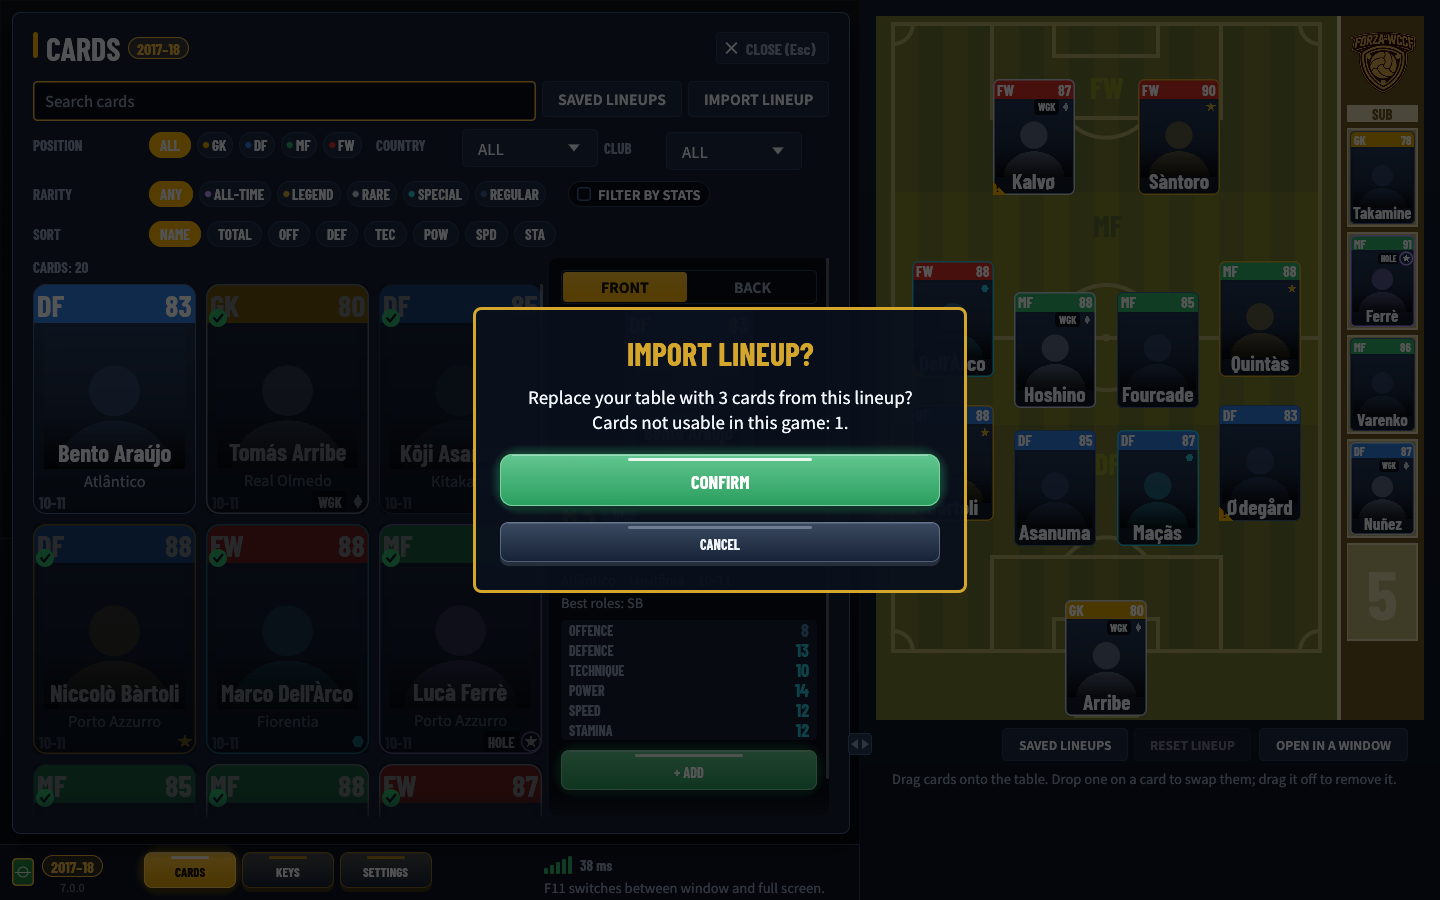 CARDS 2017-18
CLOSE (Esc)
Search cards
SAVED LINEUPS
IMPORT LINEUP
POSITION ALL GK DF MF FW COUNTRY ALL CLUB ALL
RARITY ANY ALL-TIME LEGEND RARE SPECIAL REGULAR FILTER BY STATS
SORT NAME TOTAL OFF DEF TEC POW SPD STA
CARDS: 20
DF 83
Bento Araújo
Atlântico
10-11
GK 80
Tomás Arribe
Real Olmedo
10-11 WGK
DF 85
Kōji Asa
Kitaka
10-11
DF 88
Niccolò Bàrtoli
Porto Azzurro
10-11
FW 88
Marco Dell'Àrco
Fiorentia
10-11
MF
Lucà Ferrè
Porto Azzurro
10-11 HOLE
MF 85
MF 88
FW 87
FRONT
BACK
IMPORT LINEUP?
Replace your table with 3 cards from this lineup?
Cards not usable in this game: 1.
CONFIRM
CANCEL
Best roles: SB
OFFENCE 8
DEFENCE 13
TECHNIQUE 10
POWER 14
SPEED 12
STAMINA 12
+ ADD
2017-18
7.0.0
CARDS
KEYS
SETTINGS
38 ms
F11 switches between window and full screen.
FW
MF
DF
FW 87
WGK
Kalvø
FW 90
Sàntoro
FW 88
Dell'Àrco
MF 88
WGK
Hoshino
MF 85
Fourcade
MF 88
Quintàs
88
oli
DF 85
Asanuma
DF 87
Maçãs
DF 83
Ødegård
GK 80
WGK
Arribe
FORZA-WCCF
SUB
GK 78
Takamine
MF 91
HOLE
Ferrè
MF 86
Varenko
DF 87
WGK
Nuñez
5
SAVED LINEUPS
RESET LINEUP
OPEN IN A WINDOW
Drag cards onto the table. Drop one on a card to swap them; drag it off to remove it.